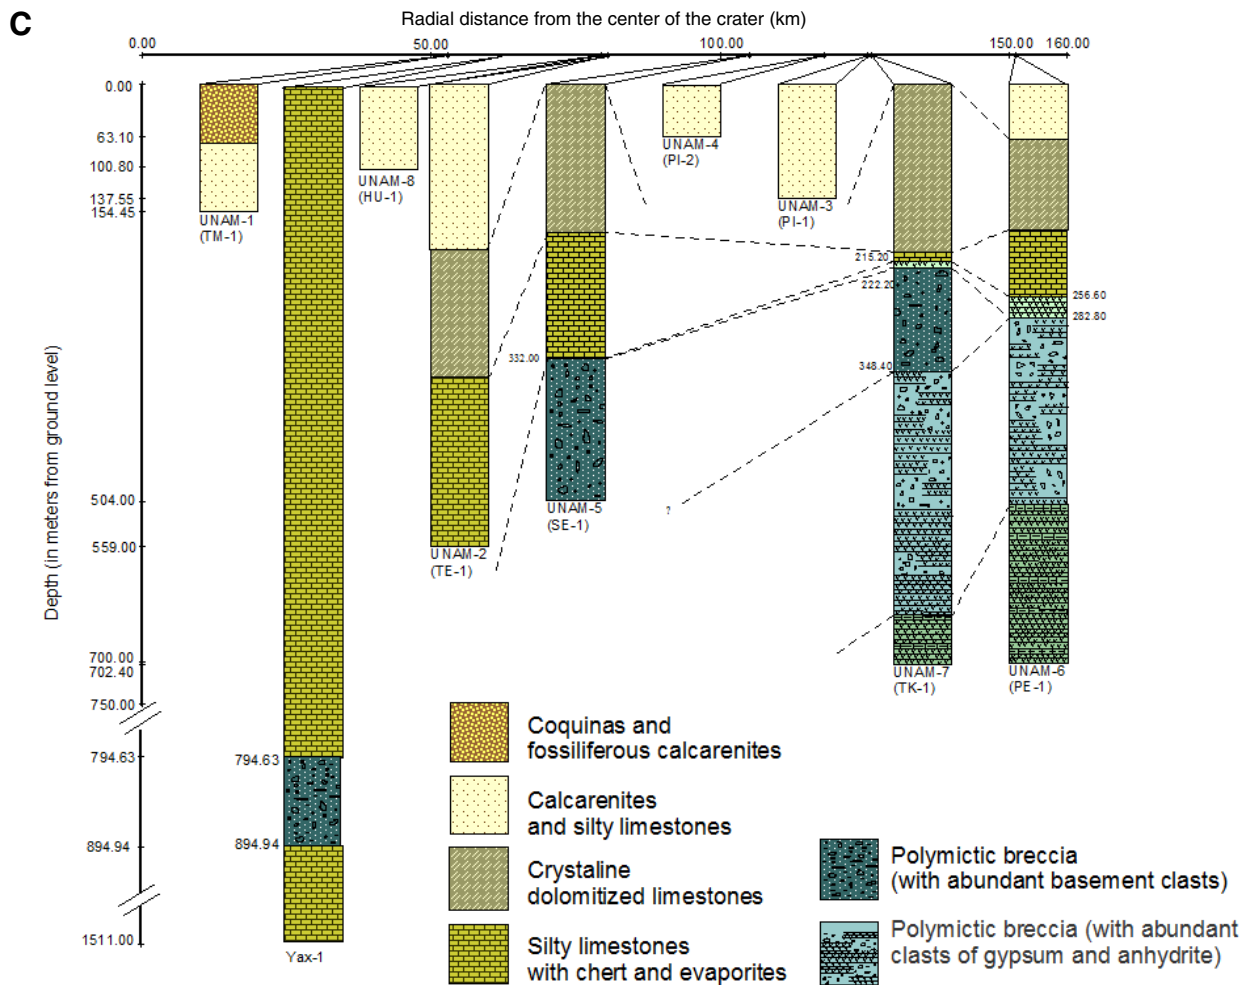 C
Radial distance from the center of the crater (km)
0.00 50.00 100.00 150.00 160.00
0.00
63.10
100.80
137.55
154.45
504.00
559.00
700.00
702.40
750.00
794.63
894.94
1511.00
Depth (in meters from ground level)
UNAM-1
(TM-1)
794.63
894.94
Yax-1
UNAM-8
(HU-1)
UNAM-2
(TE-1)
332.00
UNAM-5
(SE-1)
UNAM-4
(PI-2)
?
UNAM-3
(PI-1)
215.20
222.20
348.40
UNAM-7
(TK-1)
256.60
282.80
UNAM-6
(PE-1)
Coquinas and
fossiliferous calcarenites
Calcarenites
and silty limestones
Crystaline
dolomitized limestones
Silty limestones
with chert and evaporites
Polymictic breccia
(with abundant basement clasts)
Polymictic breccia (with abundant
clasts of gypsum and anhydrite)